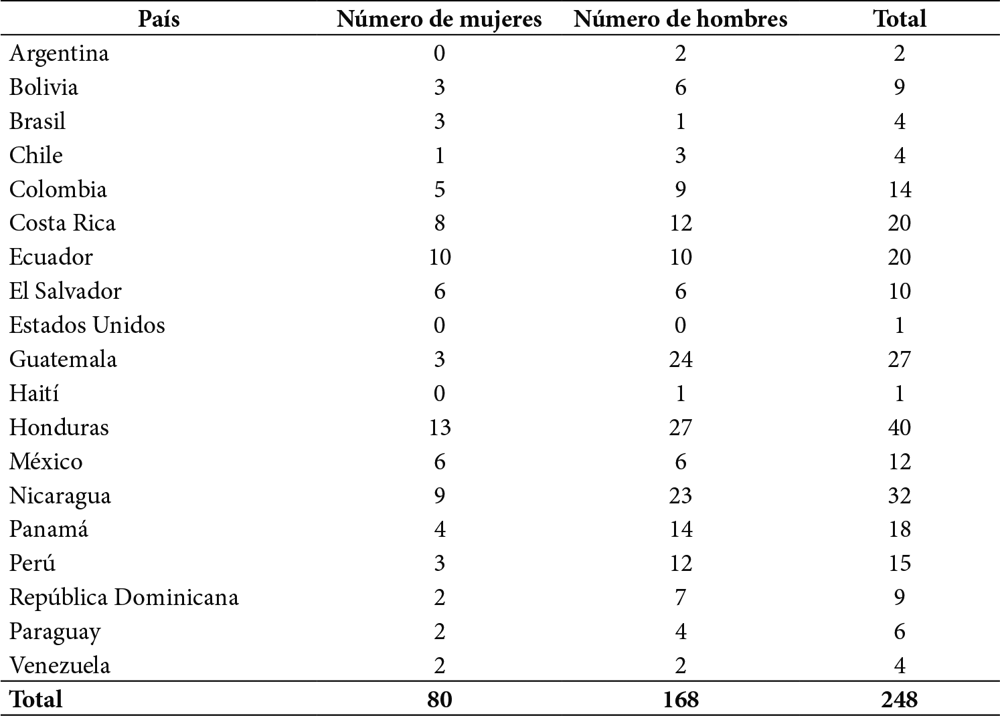 País Número de mujeres Número de hombres Total
Argentina 0 2 2
Bolivia 3 6 9
Brasil 3 1 4
Chile 1 3 4
Colombia 5 9 14
Costa Rica 8 12 20
Ecuador 10 10 20
El Salvador 6 6 10
Estados Unidos 0 0 1
Guatemala 3 24 27
Haití 0 1 1
Honduras 13 27 40
México 6 6 12
Nicaragua 9 23 32
Panamá 4 14 18
Perú 3 12 15
República Dominicana 2 7 9
Paraguay 2 4 6
Venezuela 2 2 4
Total 80 168 248